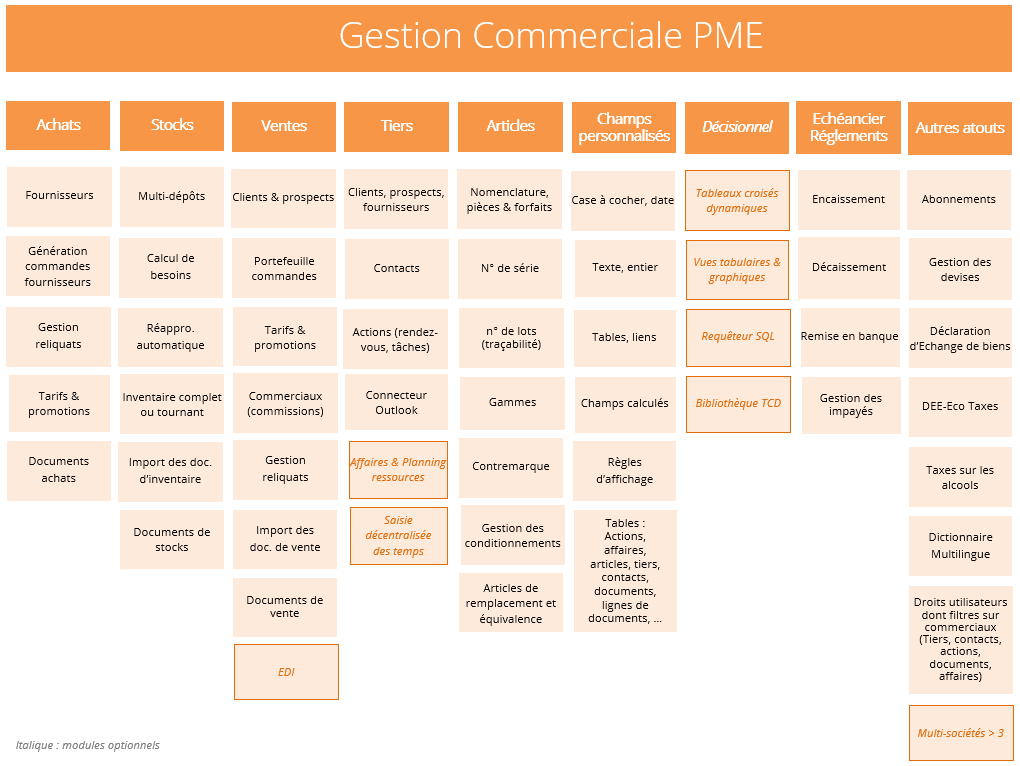 Gestion Commerciale PME
Achats
Fournisseurs
Génération
commandes
fournisseurs
Gestion
reliquats
Tarifs &
promotions
Documents
achats
Stocks
Multi-dépôts
Calcul de
besoins
Réappro.
automatique
Inventaire complet
ou tournant
Import des doc.
d'inventaire
Documents de
stocks
Ventes
Clients & prospects
Portefeuille
commandes
Tarifs &
promotions
Commerciaux
(commissions)
Gestion
reliquats
Import des
doc. de vente
Documents de
vente
EDI
Tiers
Clients, prospects,
fournisseurs
Contacts
Actions (rendez-
vous, tâches)
Connecteur
Outlook
Affaires & Planning
ressources
Saisie
décentralisée
des temps
Articles
Nomenclature,
pièces & forfaits
N° de série
n° de lots
(traçabilité)
Gammes
Contremarque
Gestion des
conditionnements
Articles de
remplacement et
équivalence
Champs
personnalisés
Case à cocher, date
Texte, entier
Tables, liens
Champs calculés
Règles
d'affichage
Tables :
Actions,
affaires,
articles, tiers,
contacts,
documents,
lignes de
documents, ...
Décisionnel
Tableaux croisés
dynamiques
Vues tabulaires &
graphiques
Requêteur SQL
Bibliothèque TCD
Echéancier
Réglements
Encaissement
Décaissement
Remise en banque
Gestion des
impayés
Autres atouts
Abonnements
Gestion des
devises
Déclaration
d'Echange de biens
DEE-Eco Taxes
Taxes sur les
alcools
Dictionnaire
Multilingue
Droits utilisateurs
dont filtres sur
commerciaux
(Tiers, contacts,
actions,
documents,
affaires)
Multi-sociétés > 3
Italique : modules optionnels